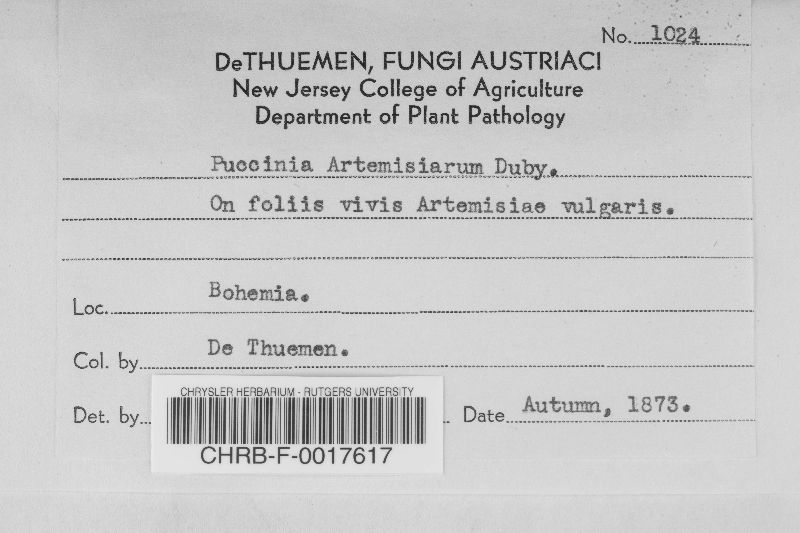 No. 1024
DeTHUEMEN, FUNGI AUSTRIACI
New Jersey College of Agriculture
Department of Plant Pathology
Puccinia Artemisiarum Duby.
On foliis vivis Artemisiae vulgaris.
Loc. Bohemia.
Col. by De Thuemen.
Det. by
CHRYSLER HERBARIUM - RUTGERS UNIVERSITY
CHRB-F-0017617
Date Autumn, 1873.